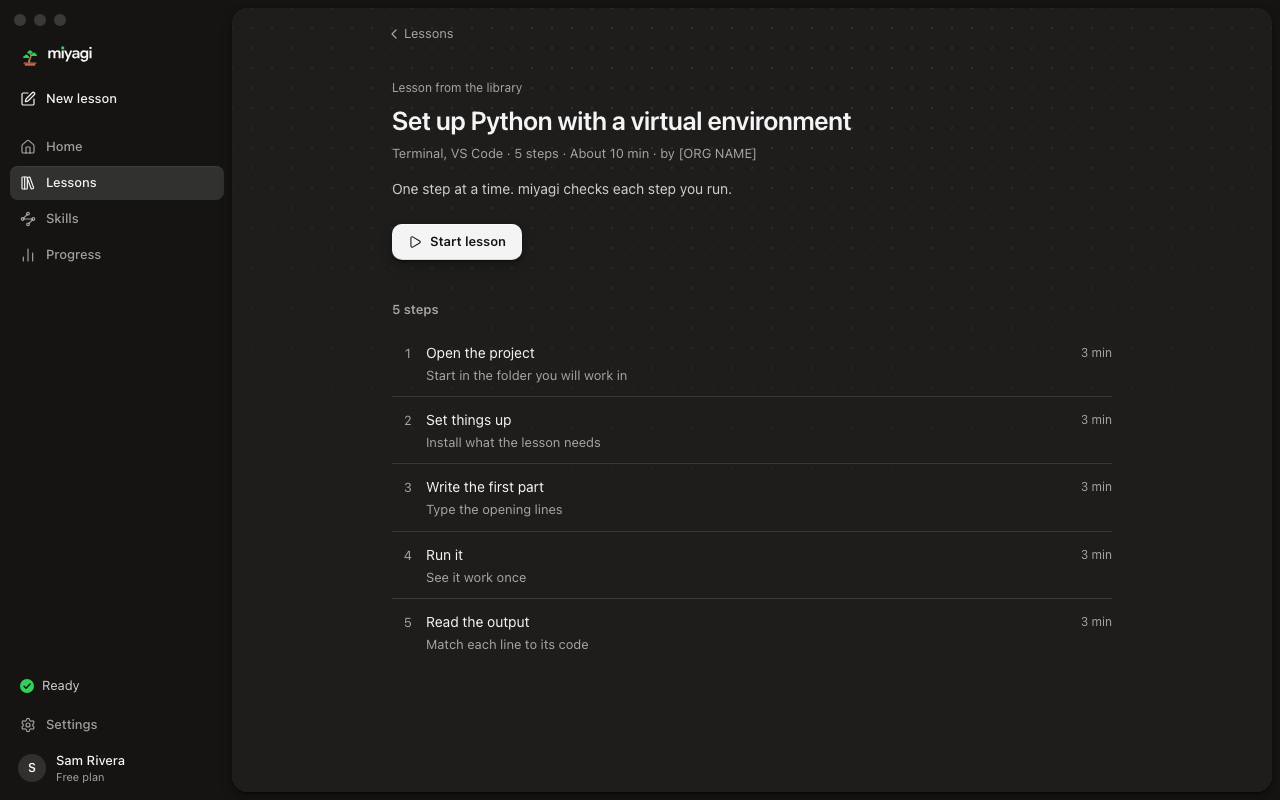 miyagi
New lesson
Home
Lessons
Skills
Progress
Ready
Settings
S
Sam Rivera
Free plan
Lessons
Lesson from the library
Set up Python with a virtual environment
Terminal, VS Code · 5 steps · About 10 min · by [ORG NAME]
One step at a time. miyagi checks each step you run.
Start lesson
5 steps
1 Open the project 3 min
Start in the folder you will work in
2 Set things up 3 min
Install what the lesson needs
3 Write the first part 3 min
Type the opening lines
4 Run it 3 min
See it work once
5 Read the output 3 min
Match each line to its code